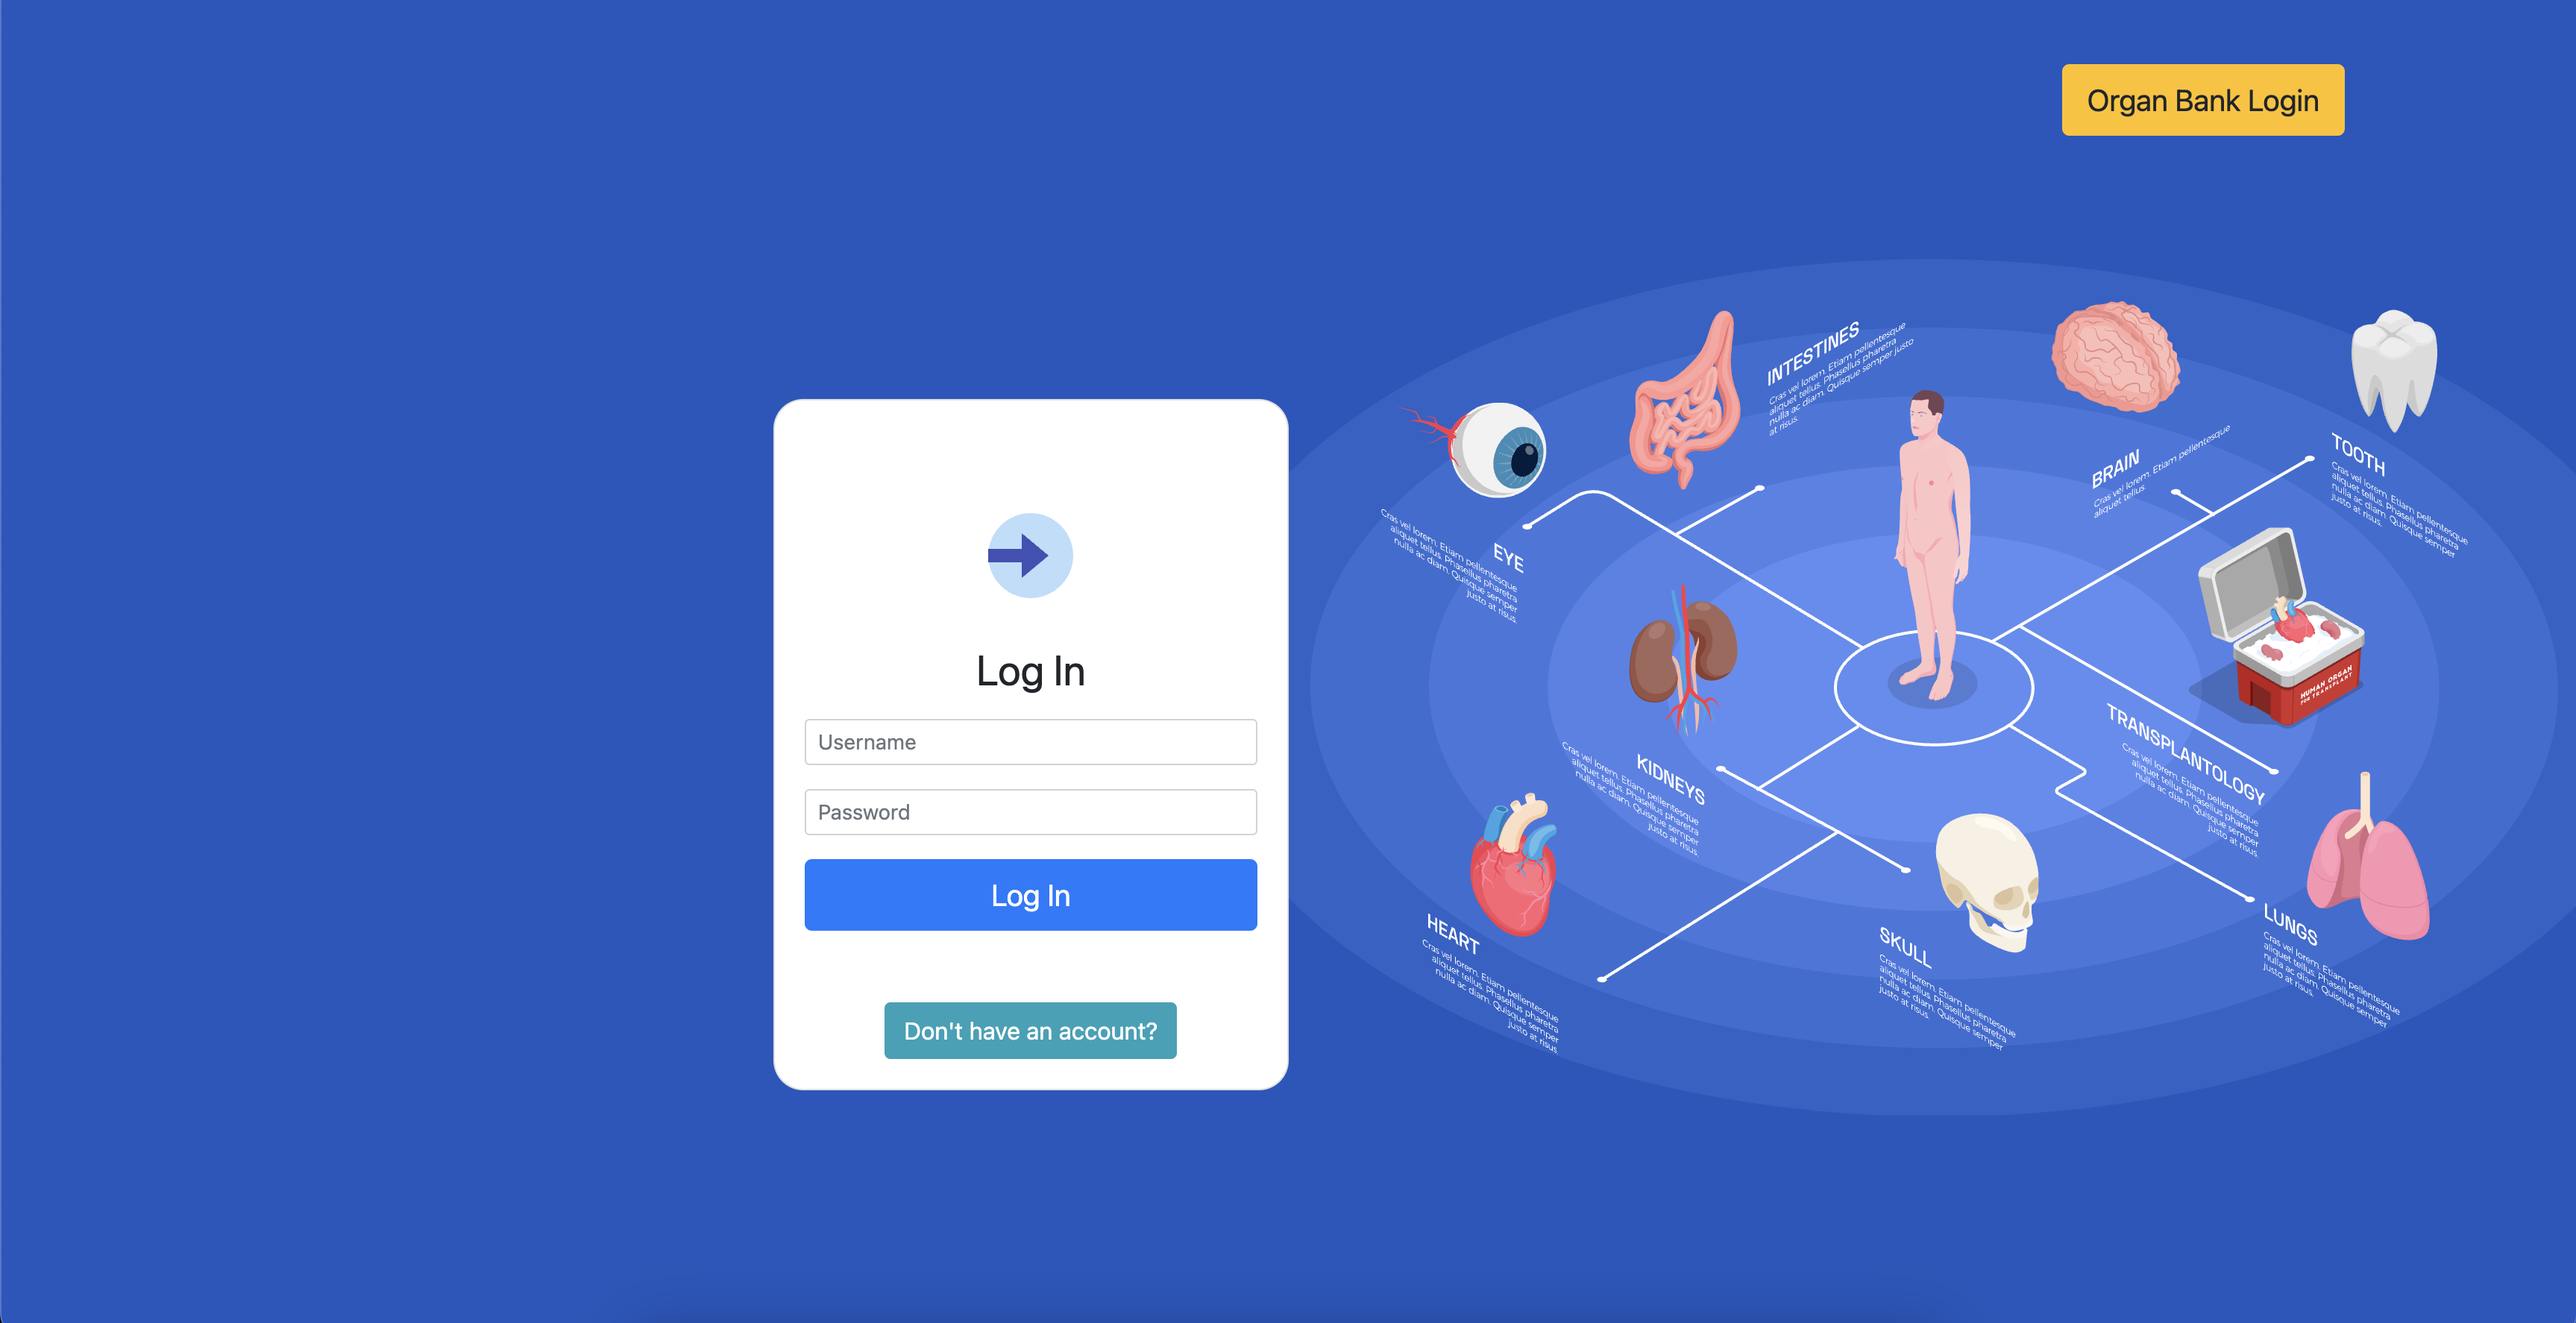 Organ Bank Login
Log In
Username
Password
Log In
Don't have an account?
INTESTINES
Cras vel lorem. Etiam pellentesque
aliquet tellus. Phasellus pharetra
nulla ac diam. Quisque semper justo
at risus.
BRAIN
Cras vel lorem. Etiam pellentesque
aliquet tellus.
TOOTH
Cras vel lorem. Etiam pellentesque
aliquet tellus. Phasellus pharetra
nulla ac diam. Quisque semper
justo at risus.
EYE
Cras vel lorem. Etiam pellentesque
aliquet tellus. Phasellus pharetra
nulla ac diam. Quisque semper
justo at risus.
HUMAN ORGAN
FOR TRANSPLANT
TRANSPLANTOLOGY
Cras vel lorem. Etiam pellentesque
aliquet tellus. Phasellus pharetra
nulla ac diam. Quisque semper
justo at risus.
KIDNEYS
Cras vel lorem. Etiam pellentesque
aliquet tellus. Phasellus pharetra
nulla ac diam. Quisque semper
justo at risus.
HEART
Cras vel lorem. Etiam pellentesque
aliquet tellus. Phasellus pharetra
nulla ac diam. Quisque semper
justo at risus.
SKULL
Cras vel lorem. Etiam pellentesque
aliquet tellus. Phasellus pharetra
nulla ac diam. Quisque semper
justo at risus.
LUNGS
Cras vel lorem. Etiam pellentesque
aliquet tellus. Phasellus pharetra
nulla ac diam. Quisque semper
justo at risus.